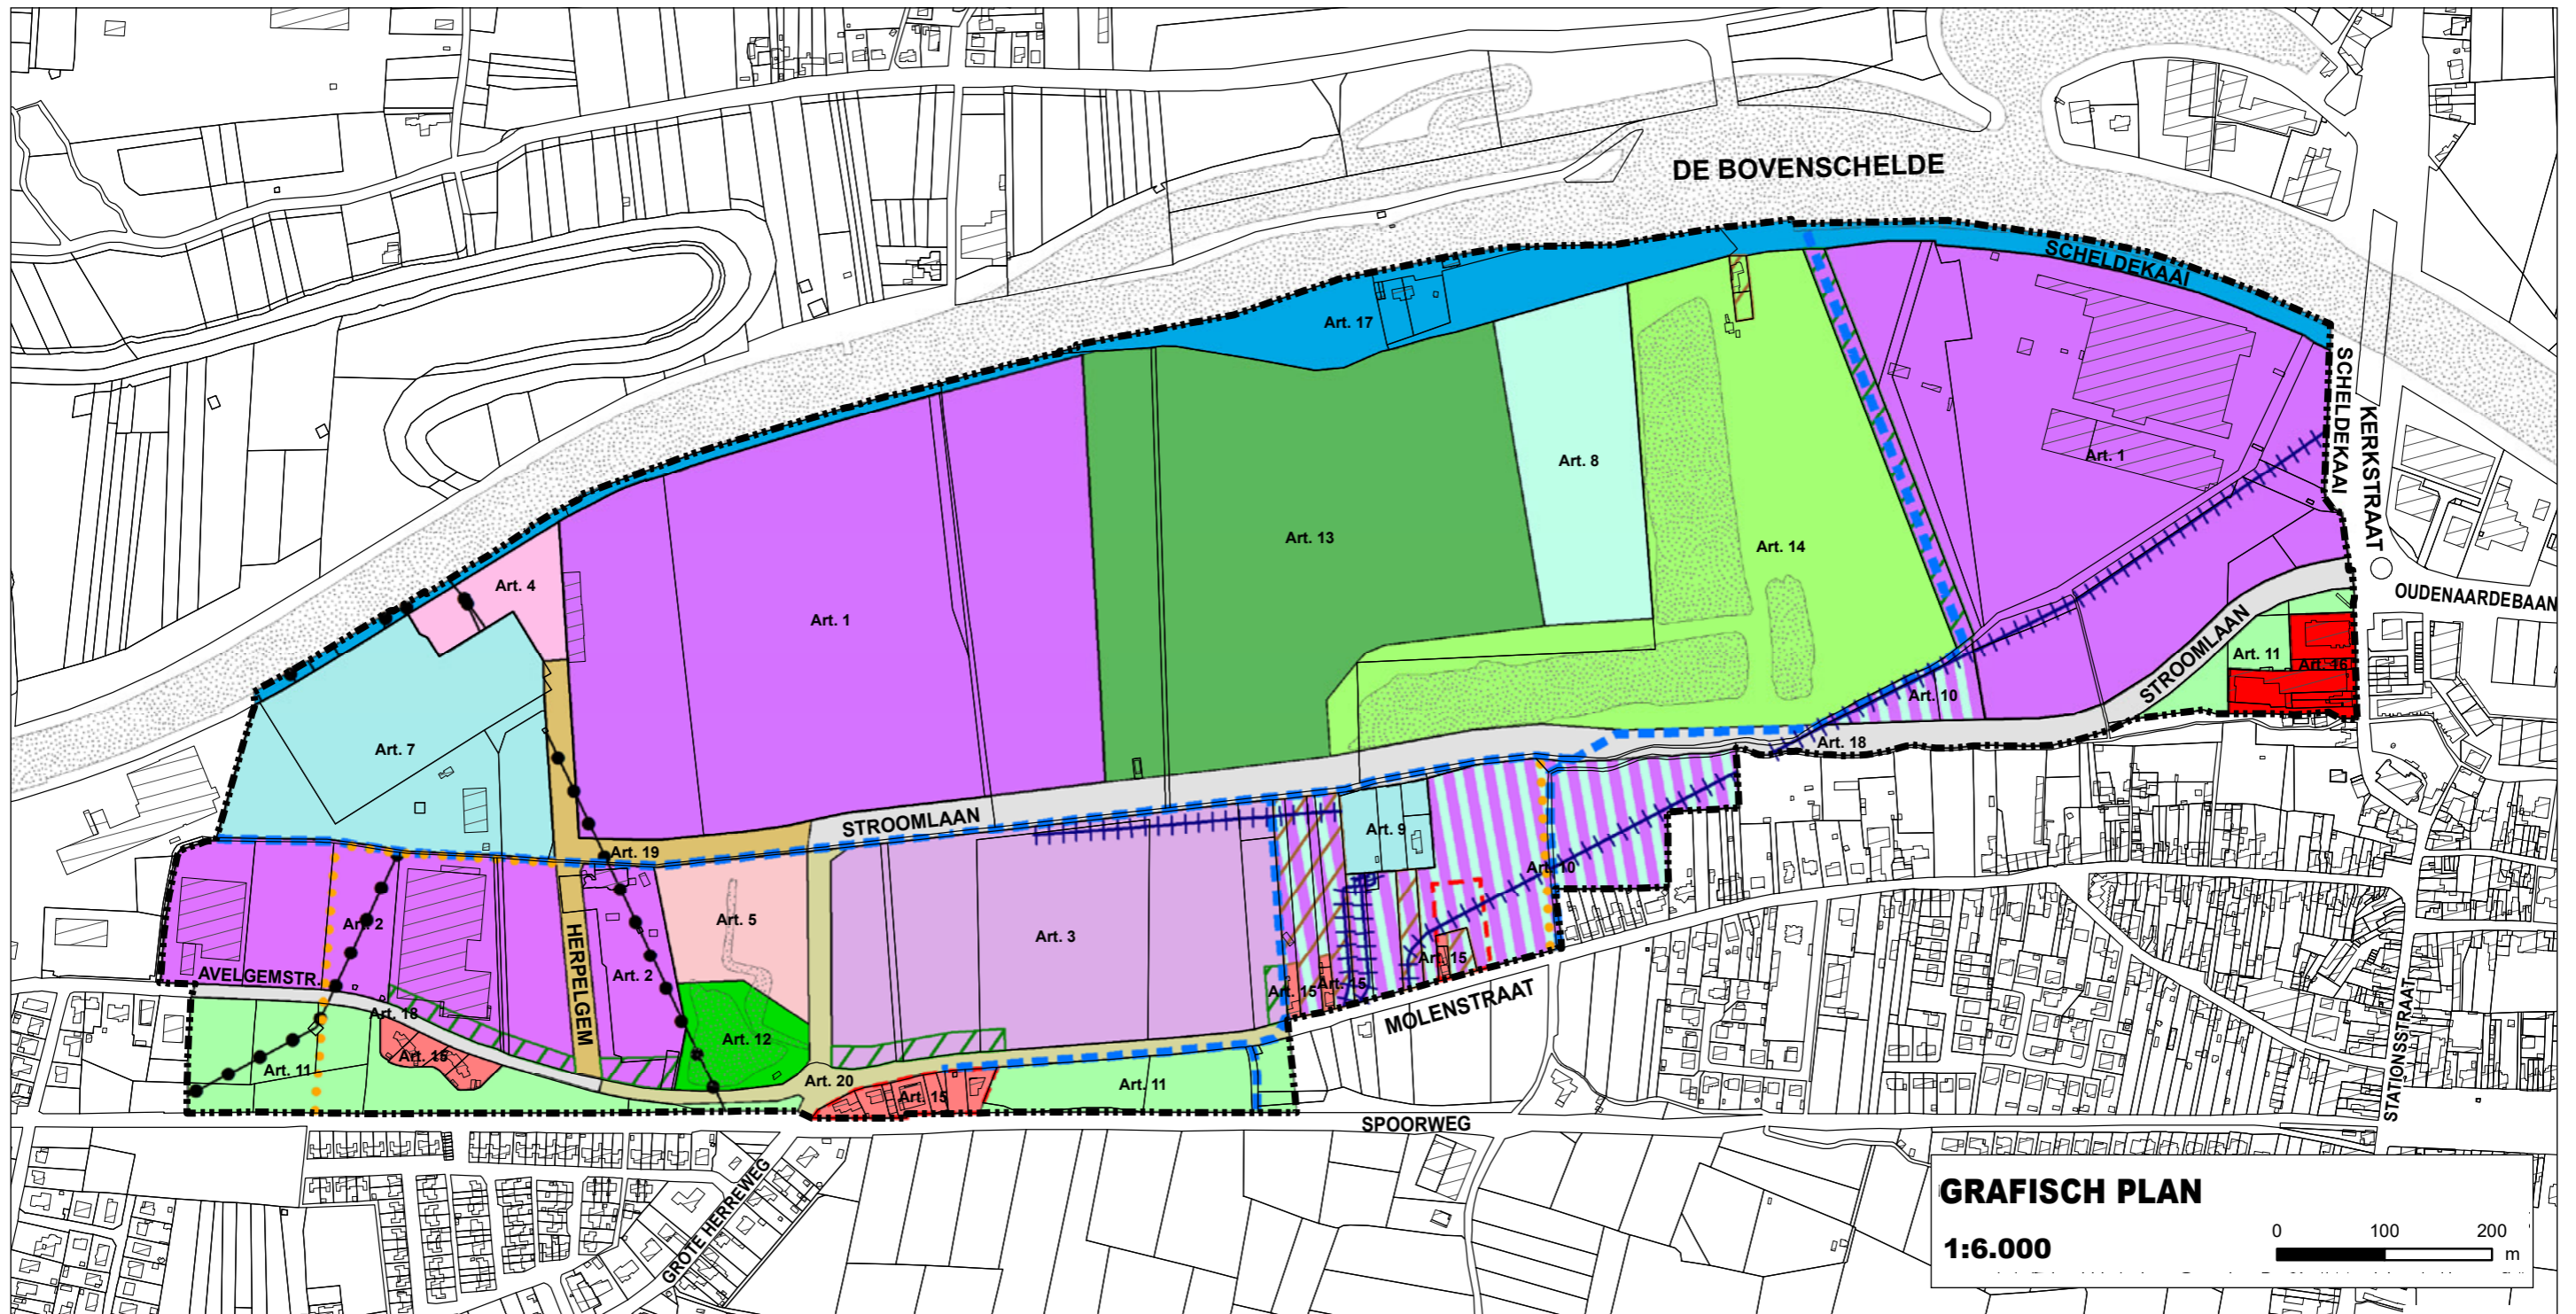 DE BOVENSCHELDE
SCHELDEKAAI
Art. 17
SCHELDEKAAI
KERKSTRAAT
Art. 8
Art. 1
Art. 13
Art. 14
Art. 4
OUDENAARDEBAAN
Art. 1
STROOMLAAN
Art. 11
Art. 16
Art. 10
Art. 7
Art. 18
STROOMLAAN
Art. 9
Art. 19
Art. 10
Art. 2
Art. 5
Art. 3
HERPELGEM
Art. 15
AVELGEMSTR.
Art. 2
Art. 15
Art. 15
MOLENSTRAAT
STATIONSSTRAAT
Art. 18
Art. 12
Art. 15
Art. 11
Art. 20
Art. 11
Art. 15
SPOORWEG
GROTE HERREWEG
GRAFISCH PLAN
1:6.000
0 100 200
m